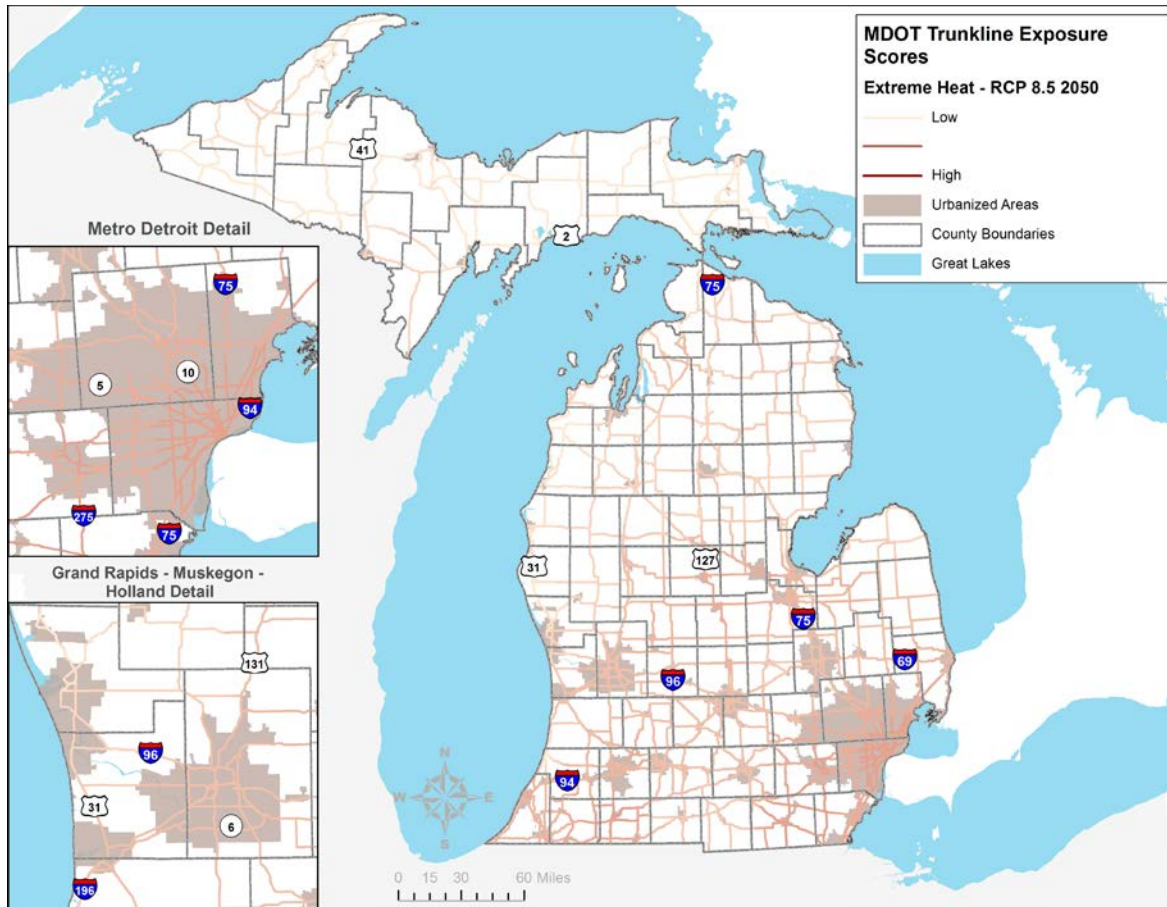 MDOT Trunkline Exposure
Scores
Extreme Heat - RCP 8.5 2050
Low
High
Urbanized Areas
County Boundaries
Great Lakes
41
2
75
31
127
75
69
96
94
Metro Detroit Detail
75
5
10
94
275
75
Grand Rapids - Muskegon -
Holland Detail
131
96
31
6
196
N
W E
S
0 15 30 60 Miles